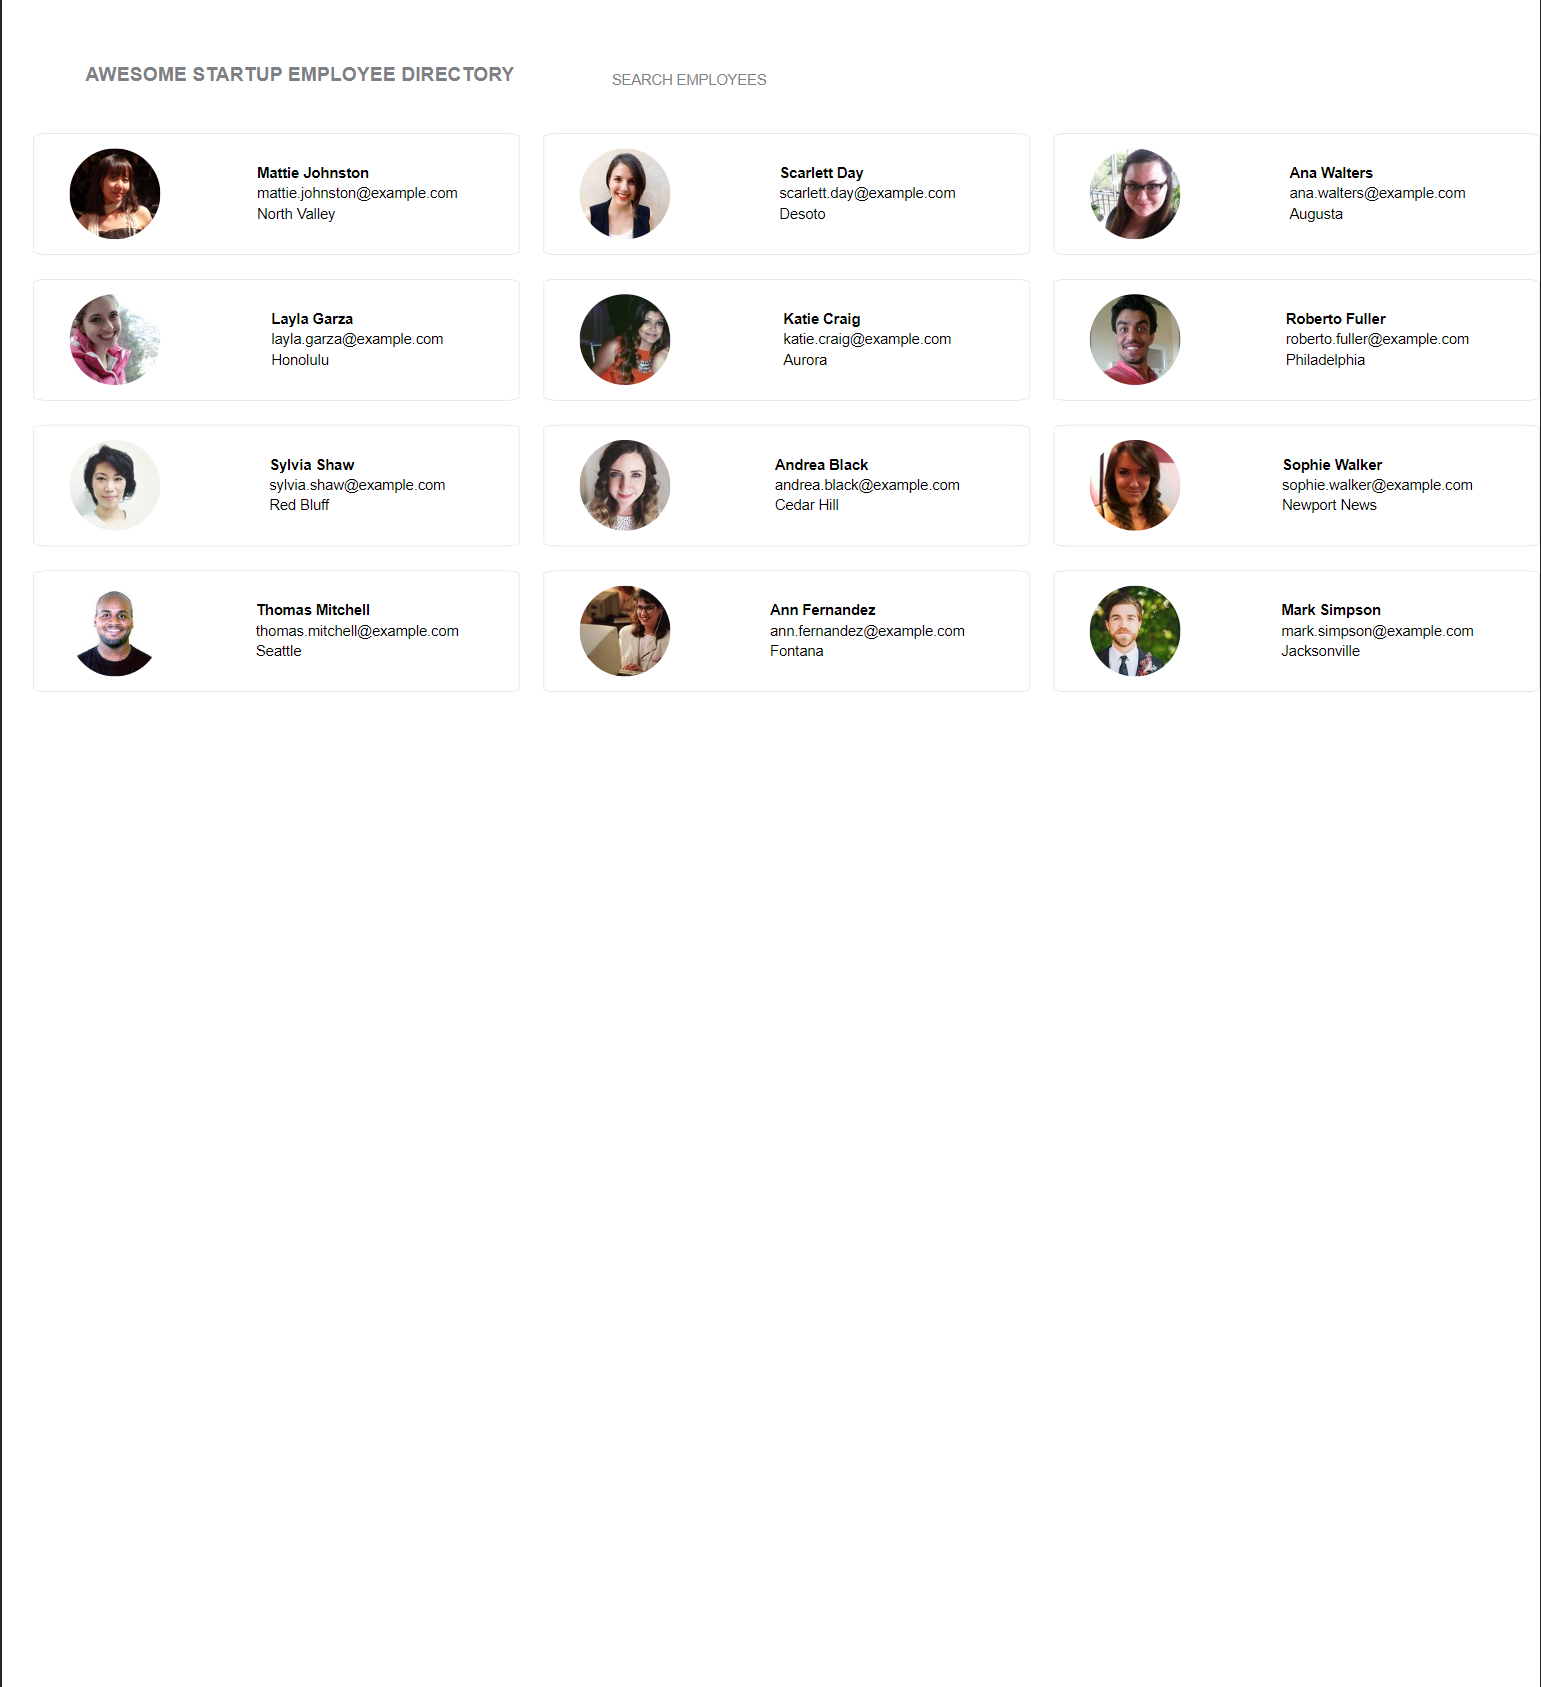 AWESOME STARTUP EMPLOYEE DIRECTORY
SEARCH EMPLOYEES
Mattie Johnston
mattie.johnston@example.com
North Valley
Scarlett Day
scarlett.day@example.com
Desoto
Ana Walters
ana.walters@example.com
Augusta
Layla Garza
layla.garza@example.com
Honolulu
Katie Craig
katie.craig@example.com
Aurora
Roberto Fuller
roberto.fuller@example.com
Philadelphia
Sylvia Shaw
sylvia.shaw@example.com
Red Bluff
Andrea Black
andrea.black@example.com
Cedar Hill
Sophie Walker
sophie.walker@example.com
Newport News
Thomas Mitchell
thomas.mitchell@example.com
Seattle
Ann Fernandez
ann.fernandez@example.com
Fontana
Mark Simpson
mark.simpson@example.com
Jacksonville